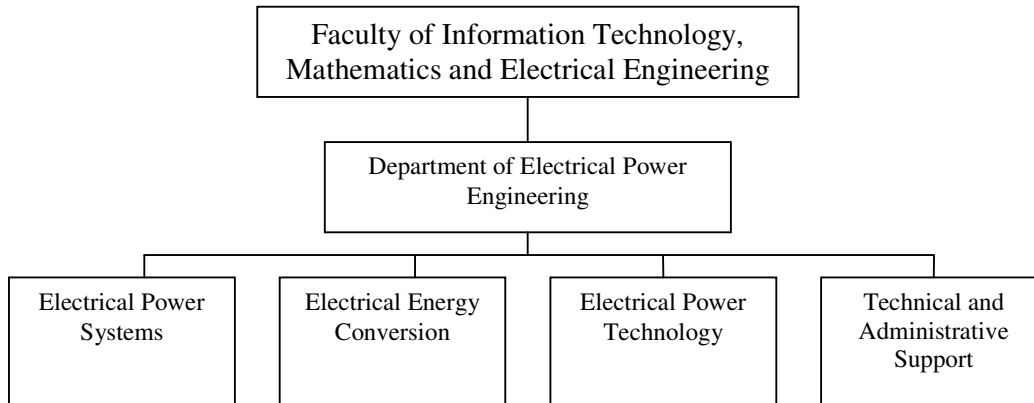 Faculty of Information Technology,
Mathematics and Electrical Engineering
Department of Electrical Power
Engineering
Electrical Power
Systems
Electrical Energy
Conversion
Electrical Power
Technology
Technical and
Administrative
Support